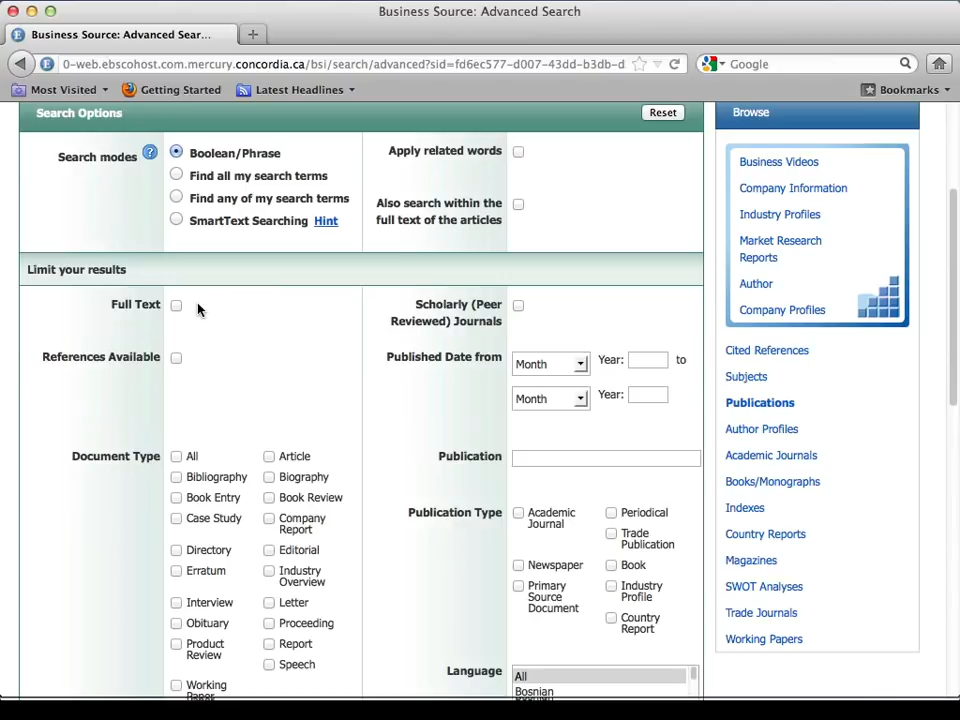 Business Source: Advanced Search
Business Source: Advanced Sear...
0-web.ebscohost.com.mercury.concordia.ca/bsi/search/advanced?sid=fd6ec577-d007-43dd-b3db-d
Google
Most Visited
Getting Started
Latest Headlines
Bookmarks
Search Options
Reset
Search modes
?
Boolean/Phrase
Find all my search terms
Find any of my search terms
SmartText Searching Hint
Apply related words
Also search within the
full text of the articles
Limit your results
Full Text
Scholarly (Peer
Reviewed) Journals
References Available
Published Date from
Month
Year:
to
Month
Year:
Document Type
All
Article
Bibliography
Biography
Book Entry
Book Review
Case Study
Company
Report
Directory
Editorial
Erratum
Industry
Overview
Interview
Letter
Obituary
Proceeding
Product
Review
Report
Speech
Working
Paper
Publication
Publication Type
Academic
Journal
Periodical
Trade
Publication
Newspaper
Book
Primary
Source
Document
Industry
Profile
Country
Report
Language
All
Bosnian
Browse
Business Videos
Company Information
Industry Profiles
Market Research
Reports
Author
Company Profiles
Cited References
Subjects
Publications
Author Profiles
Academic Journals
Books/Monographs
Indexes
Country Reports
Magazines
SWOT Analyses
Trade Journals
Working Papers